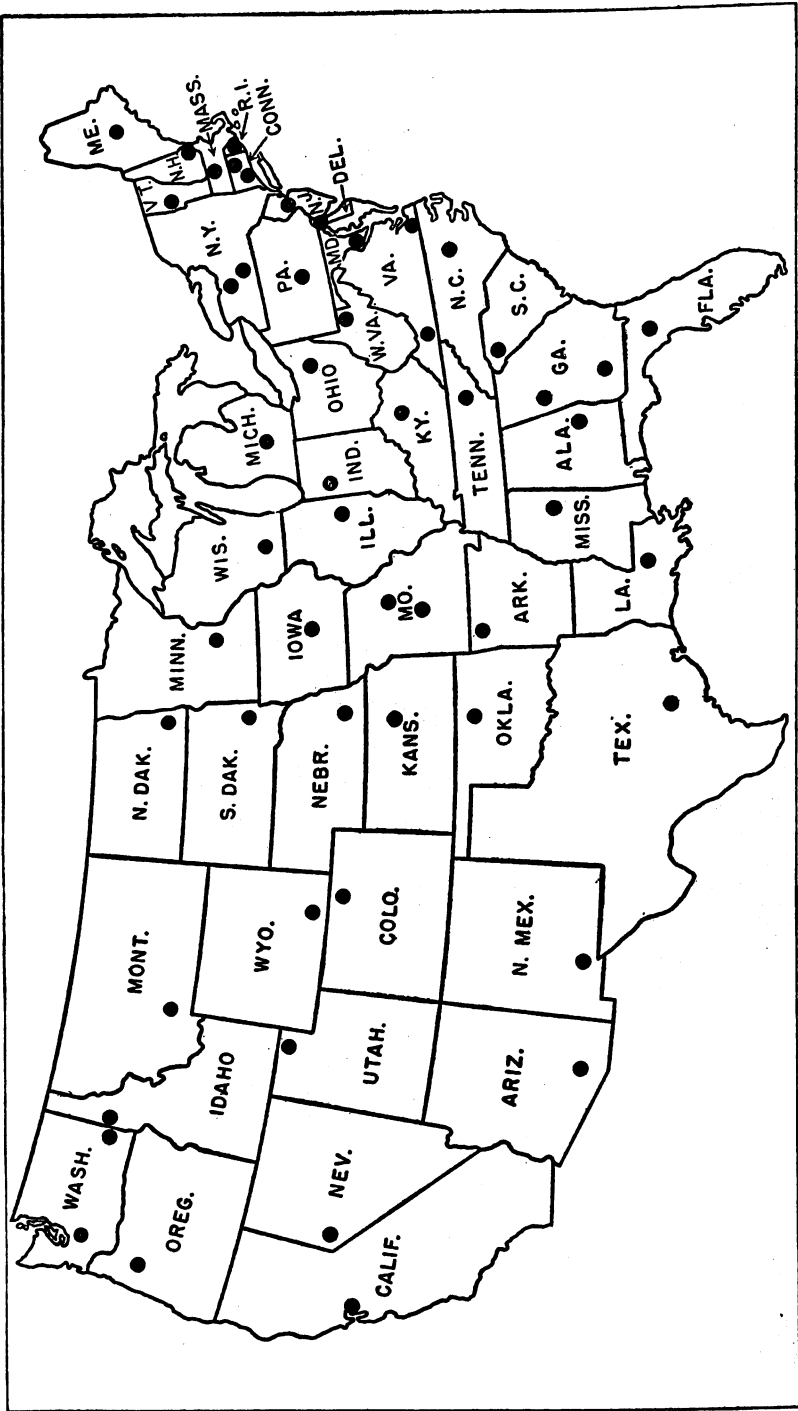 WASH.
OREG.
CALIF.
NEV.
IDAHO
MONT.
WYO.
UTAH.
ARIZ.
COLO.
N. MEX.
N. DAK.
S. DAK.
NEBR.
KANS.
OKLA.
TEX.
MINN.
IOWA
MO.
ARK.
LA.
WIS.
ILL.
MISS.
MICH.
IND.
OHIO
KY.
TENN.
ALA.
GA.
FLA.
S.C.
N.C.
VA.
W.VA.
MD.
DEL.
PA.
N.J.
N.Y.
CONN.
R.I.
MASS.
VT.
N.H.
ME.